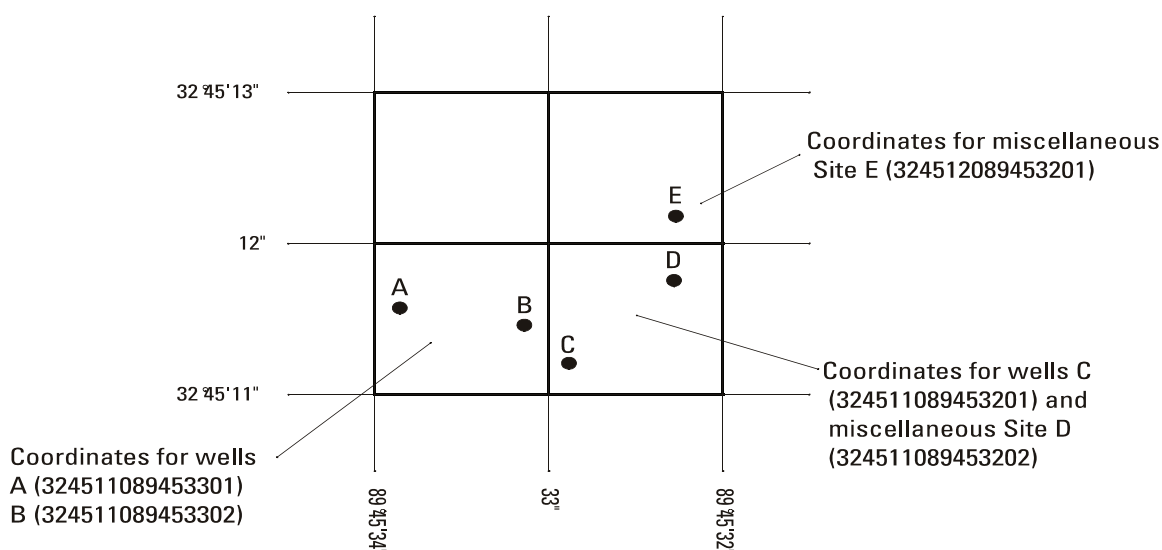 32°45'13"
Coordinates for miscellaneous
Site E (324512089453201)
E
12"
D
A
B
C
32°45'11"
Coordinates for wells C
(324511089453201) and
miscellaneous Site D
(324511089453202)
Coordinates for wells
A (324511089453301)
B (324511089453302)
89°45'34"
33"
89°45'32"